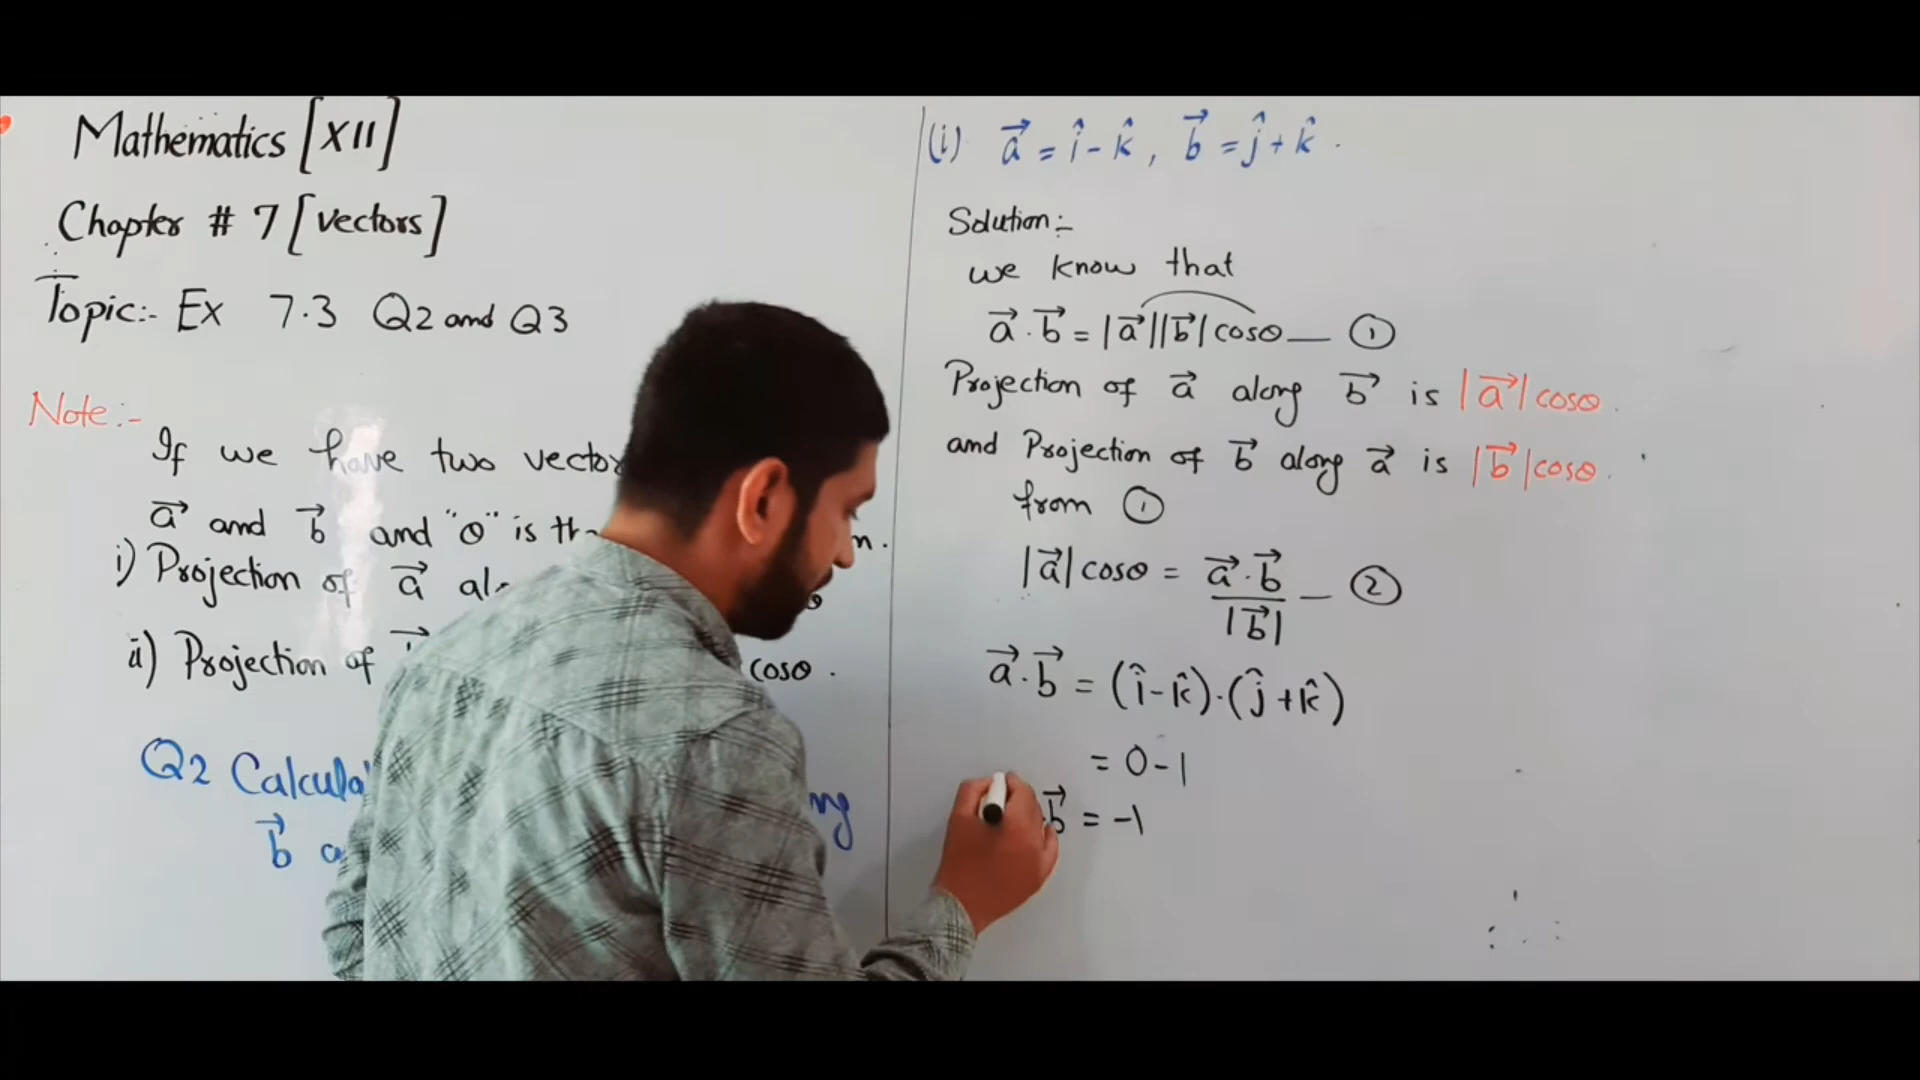 Mathematics [XII]
Chapter # 7 [vectors]
Topic:- Ex 7.3 Q2 and Q3
Note:-
If we have two vector
a⃗ and b⃗ and "θ" is th
i) Projection of a⃗ al
ii) Projection of cosθ .
Q2 Calcula ng
b⃗ a
(i) a⃗ = î - k̂ , b⃗ = ĵ + k̂ .
Solution:-
we know that
a⃗ . b⃗ = |a⃗||b⃗| cosθ — ①
Projection of a⃗ along b⃗ is |a⃗| cosθ .
and Projection of b⃗ along a⃗ is |b⃗| cosθ .
from ①
|a⃗| cosθ = a⃗ . b⃗ — ②
|b⃗|
a⃗ . b⃗ = (î - k̂) . (ĵ + k̂)
= 0 - 1
b⃗ = -1